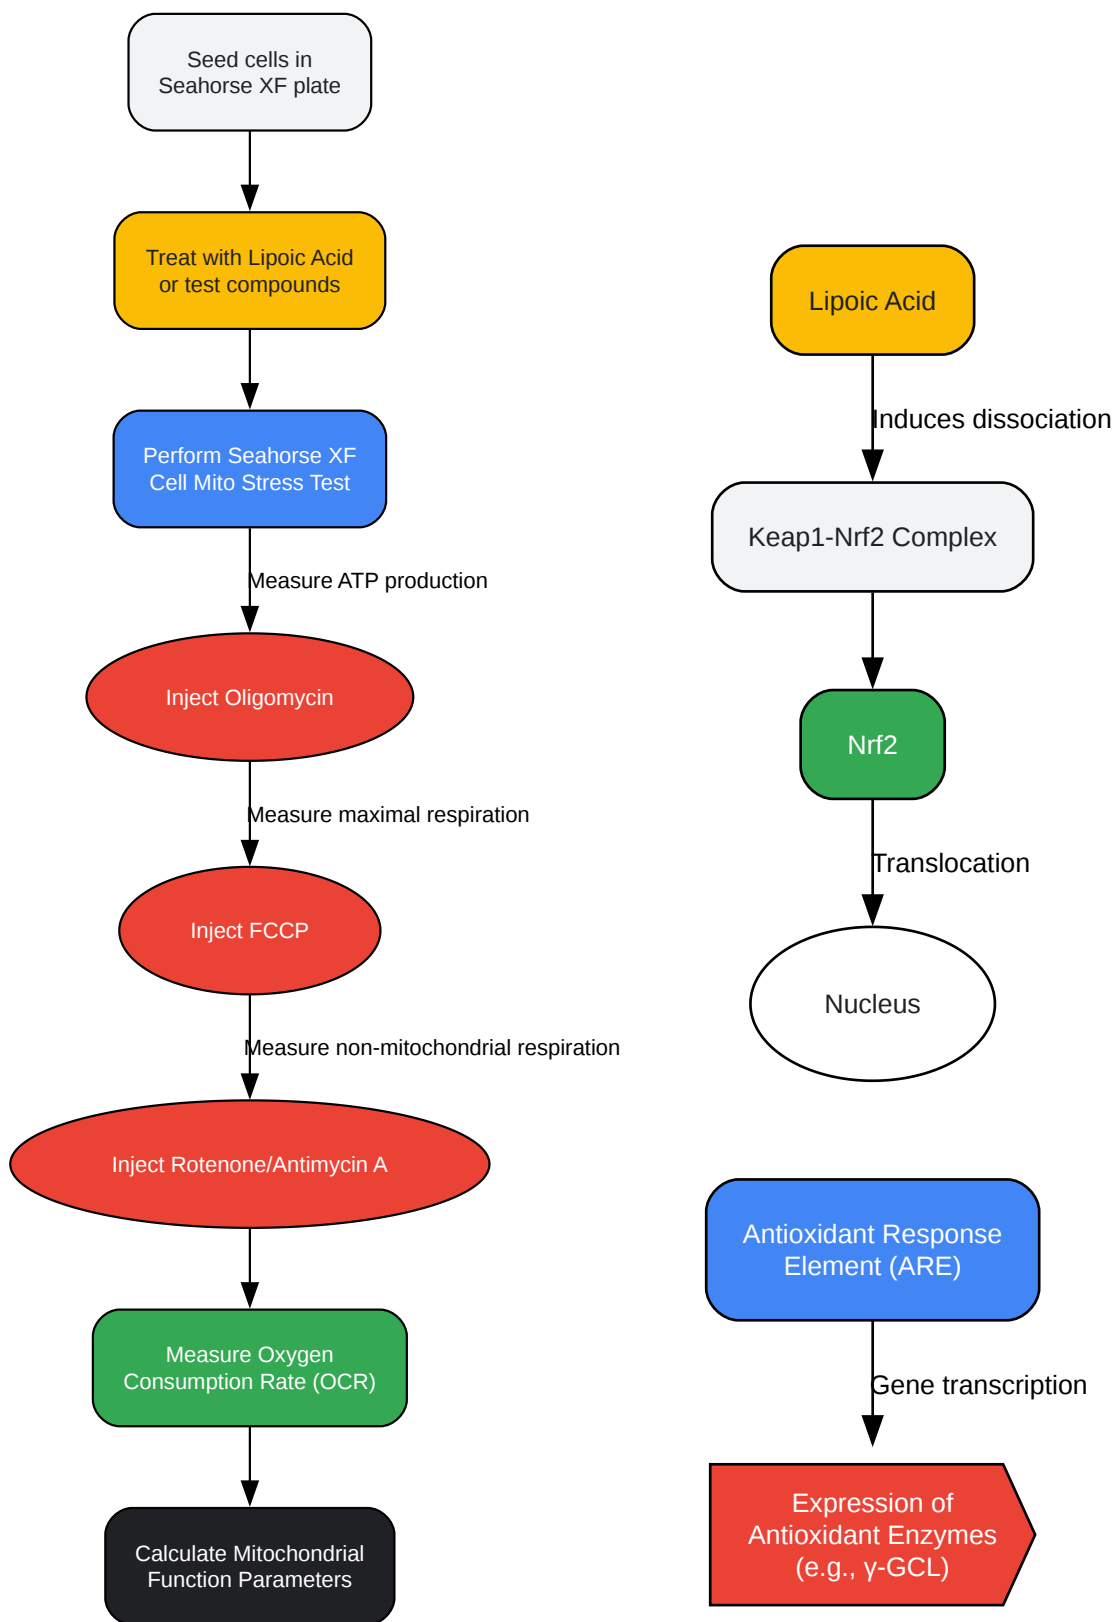 Seed cells in
Seahorse XF plate
Treat with Lipoic Acid
or test compounds
Perform Seahorse XF
Cell Mito Stress Test
Measure ATP production
Inject Oligomycin
Measure maximal respiration
Inject FCCP
Measure non-mitochondrial respiration
Inject Rotenone/Antimycin A
Measure Oxygen
Consumption Rate (OCR)
Calculate Mitochondrial
Function Parameters
Lipoic Acid
Induces dissociation
Keap1-Nrf2 Complex
Nrf2
Translocation
Nucleus
Antioxidant Response
Element (ARE)
Gene transcription
Expression of
Antioxidant Enzymes
(e.g., γ-GCL)